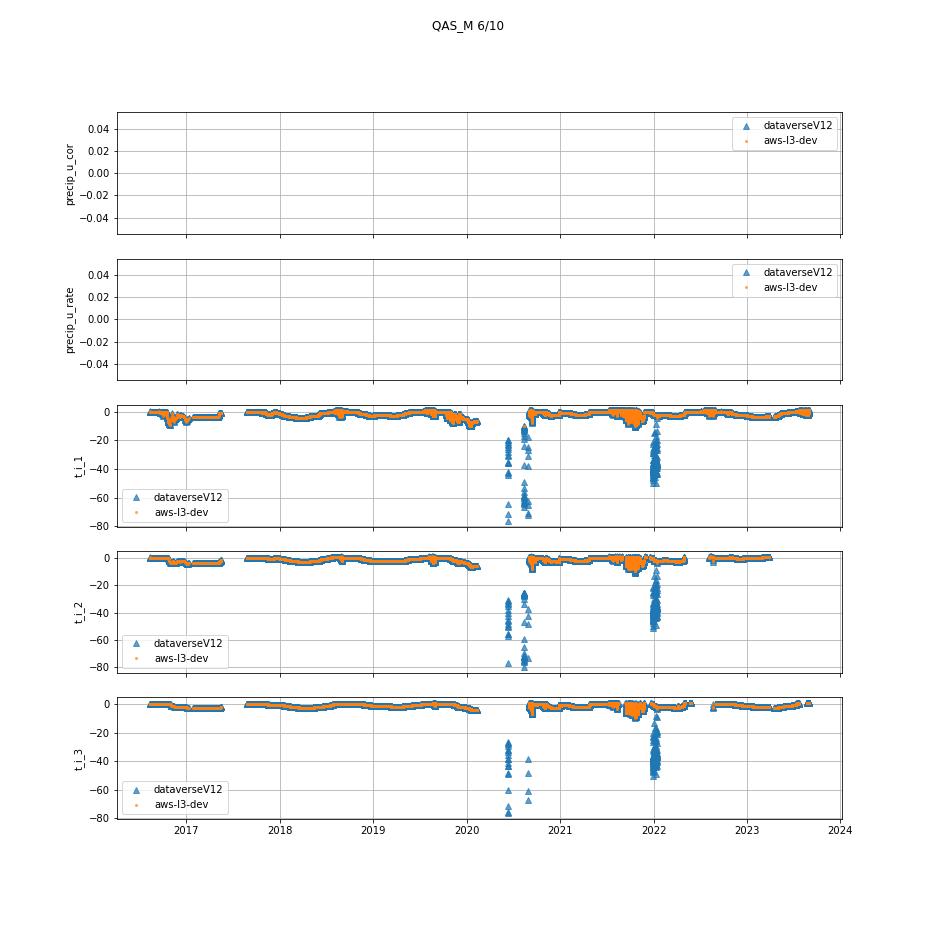 QAS_M 6/10
precip_u_cor
0.04
0.02
0.00
−0.02
−0.04
dataverseV12
aws-l3-dev
precip_u_rate
0.04
0.02
0.00
−0.02
−0.04
dataverseV12
aws-l3-dev
t_i_1
0
−20
−40
−60
−80
dataverseV12
aws-l3-dev
t_i_2
0
−20
−40
−60
−80
dataverseV12
aws-l3-dev
t_i_3
0
−20
−40
−60
−80
dataverseV12
aws-l3-dev
2017 2018 2019 2020 2021 2022 2023 2024